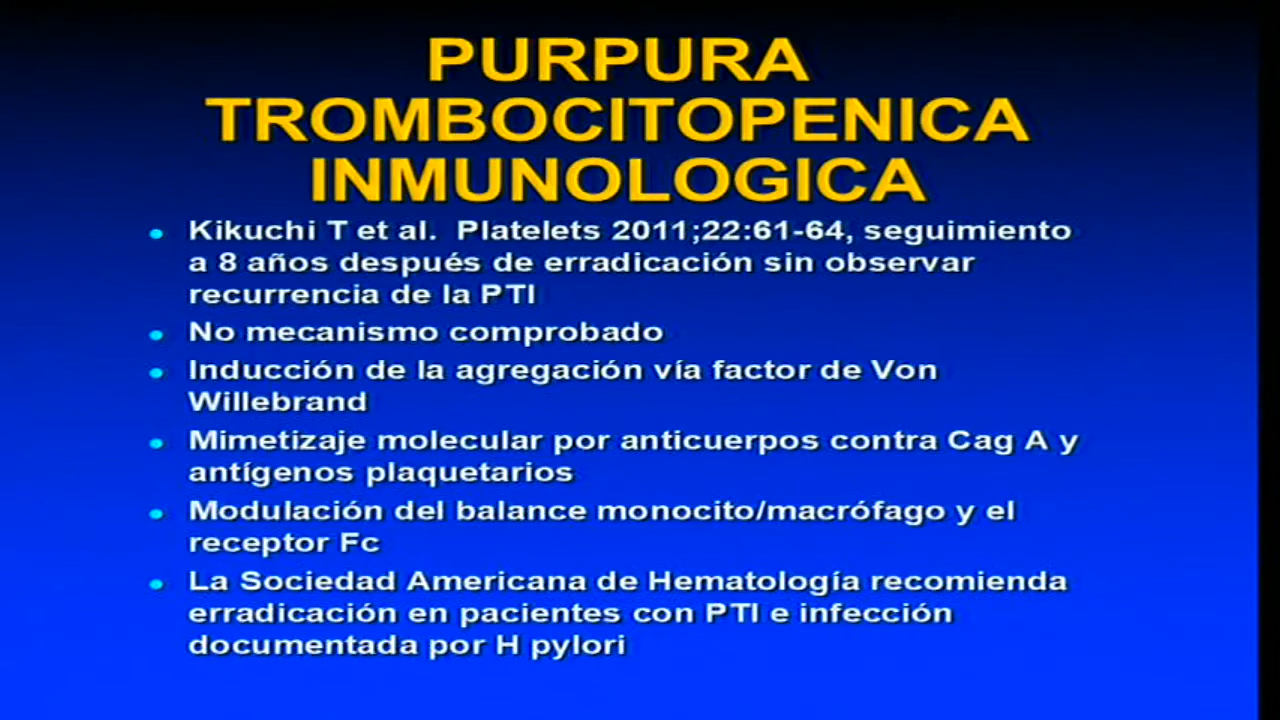 PURPURA
TROMBOCITOPENICA
INMUNOLOGICA
• Kikuchi T et al.  Platelets 2011;22:61-64, seguimiento
a 8 años después de erradicación sin observar
recurrencia de la PTI
• No mecanismo comprobado
• Inducción de la agregación vía factor de Von
Willebrand
• Mimetizaje molecular por anticuerpos contra Cag A y
antígenos plaquetarios
• Modulación del balance monocito/macrófago y el
receptor Fc
• La Sociedad Americana de Hematología recomienda
erradicación en pacientes con PTI e infección
documentada por H pylori